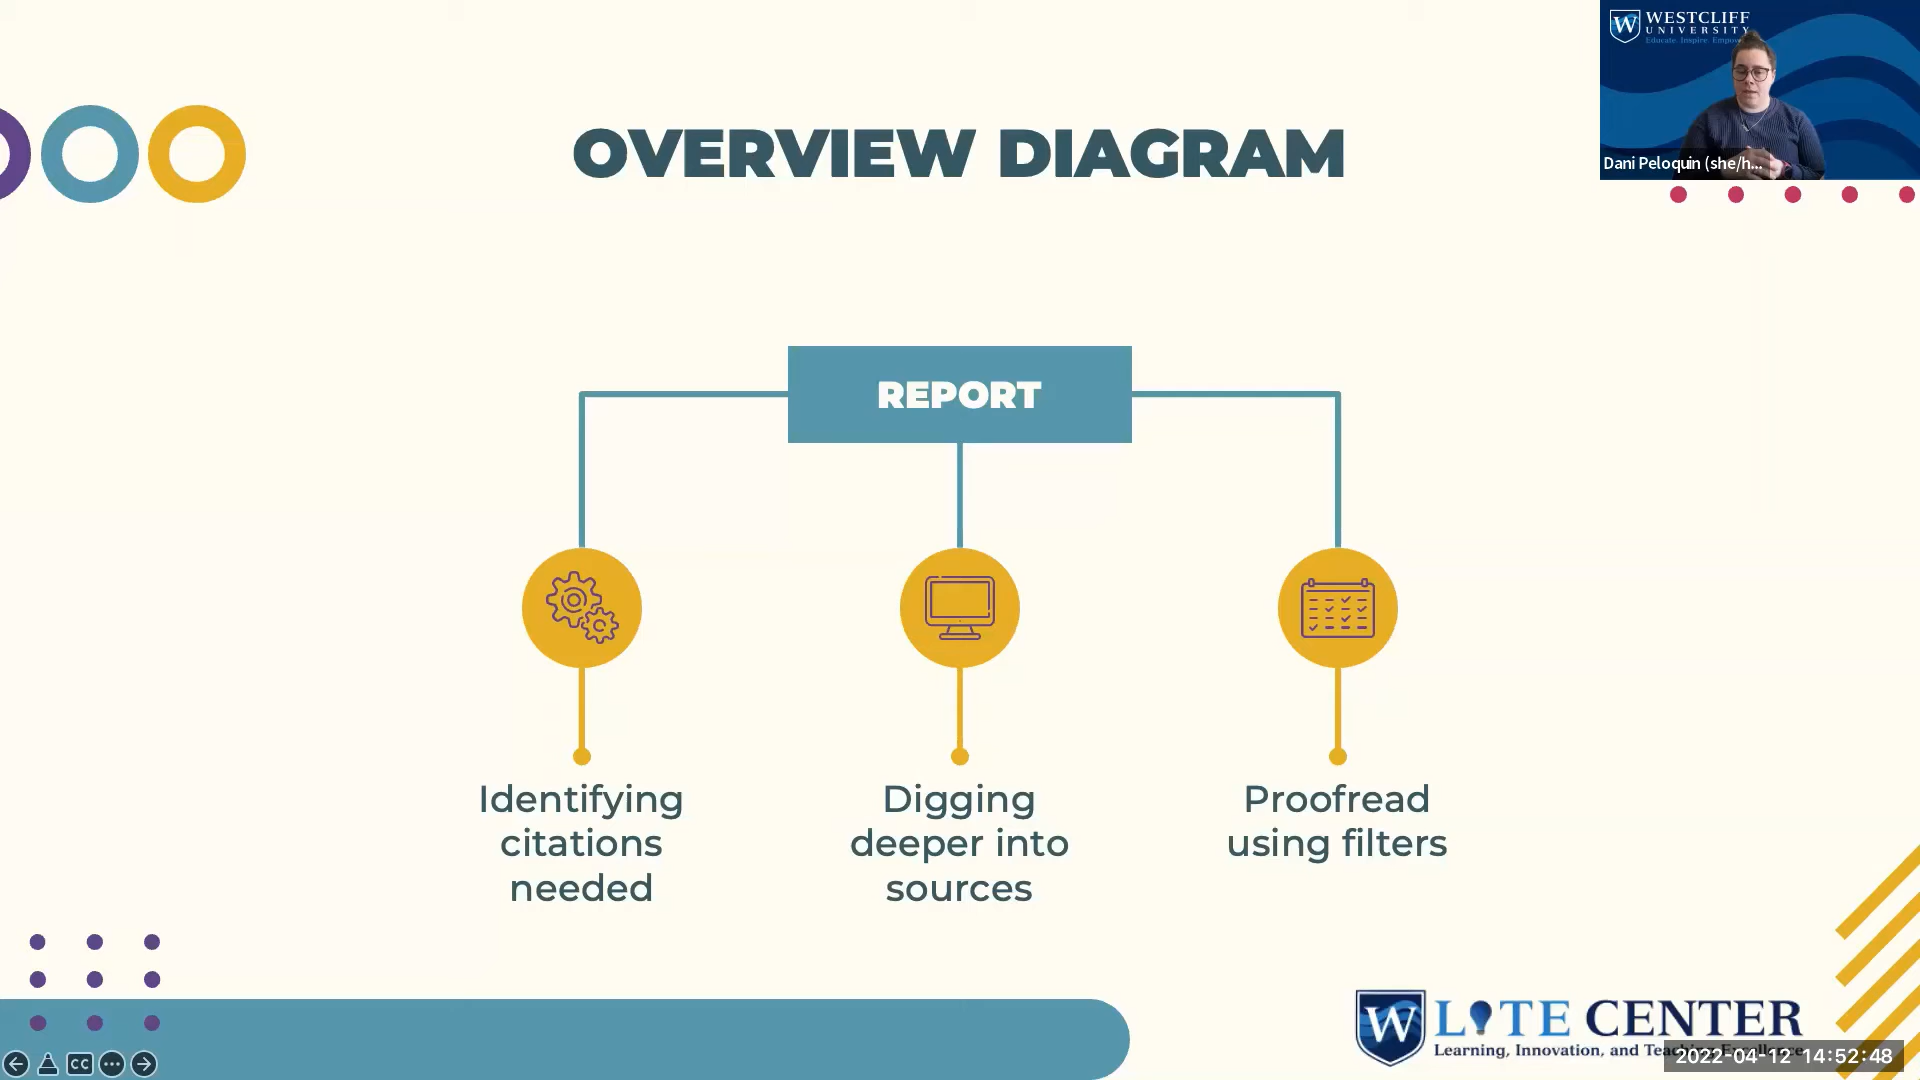 WESTCLIFF
UNIVERSITY
Educate. Inspire. Empower.
Dani Peloquin (she/h...
OVERVIEW DIAGRAM
REPORT
Identifying
citations
needed
Digging
deeper into
sources
Proofread
using filters
CC
W LITE CENTER
Learning, Innovation, and Teaching Excellence
2022-04-12 14:52:48